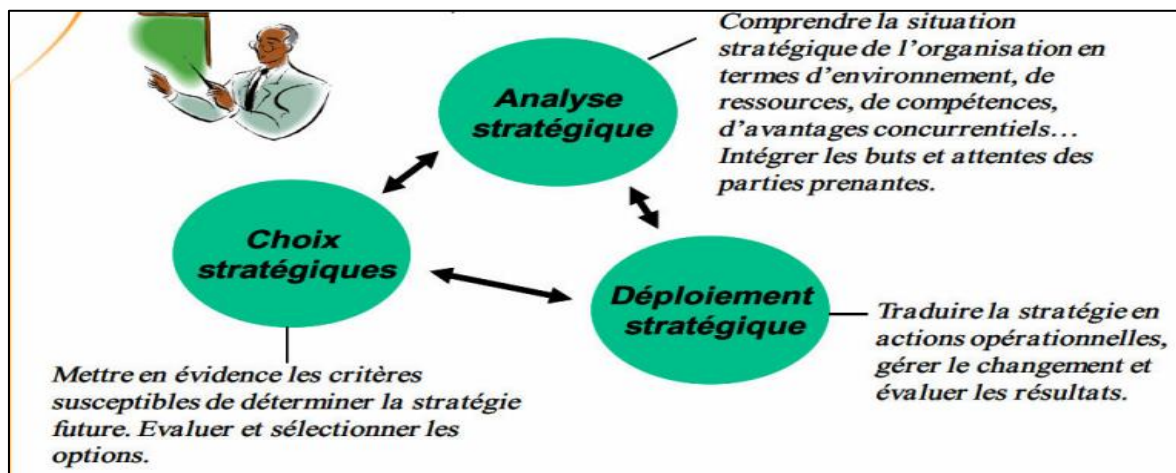 Comprendre la situation
stratégique de l'organisation en
termes d'environnement, de
ressources, de compétences,
d'avantages concurrentiels…
Intégrer les buts et attentes des
parties prenantes.
Analyse
stratégique
Choix
stratégiques
Déploiement
stratégique
Traduire la stratégie en
actions opérationnelles,
gérer le changement et
évaluer les résultats.
Mettre en évidence les critères
susceptibles de déterminer la stratégie
future. Evaluer et sélectionner les
options.